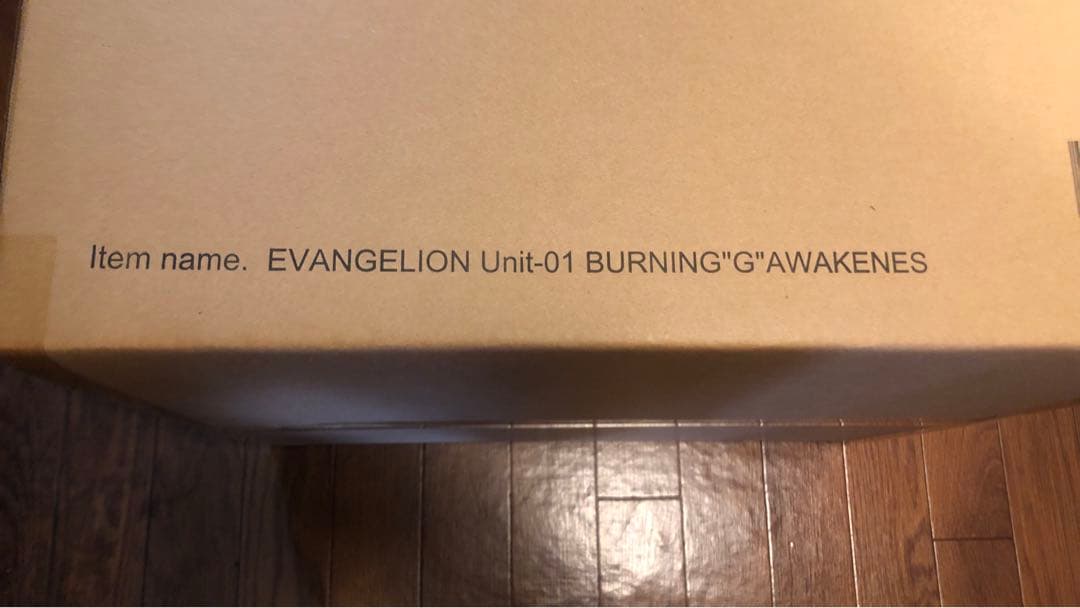 Item name. EVANGELION Unit-01 BURNING"G"AWAKENES